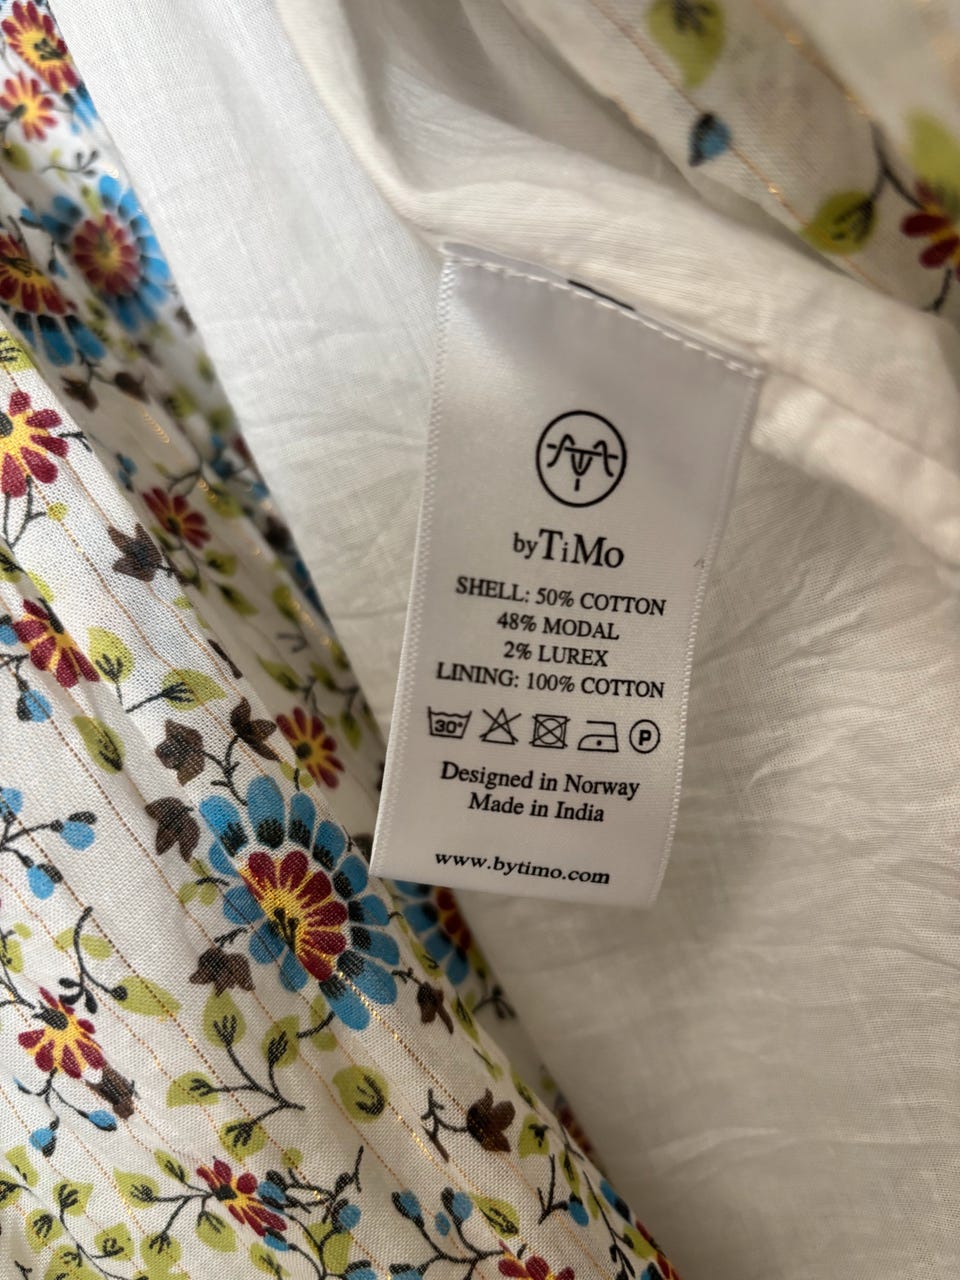 byTiMo
SHELL: 50% COTTON
48% MODAL
2% LUREX
LINING: 100% COTTON
30° P
Designed in Norway
Made in India
www.bytimo.com